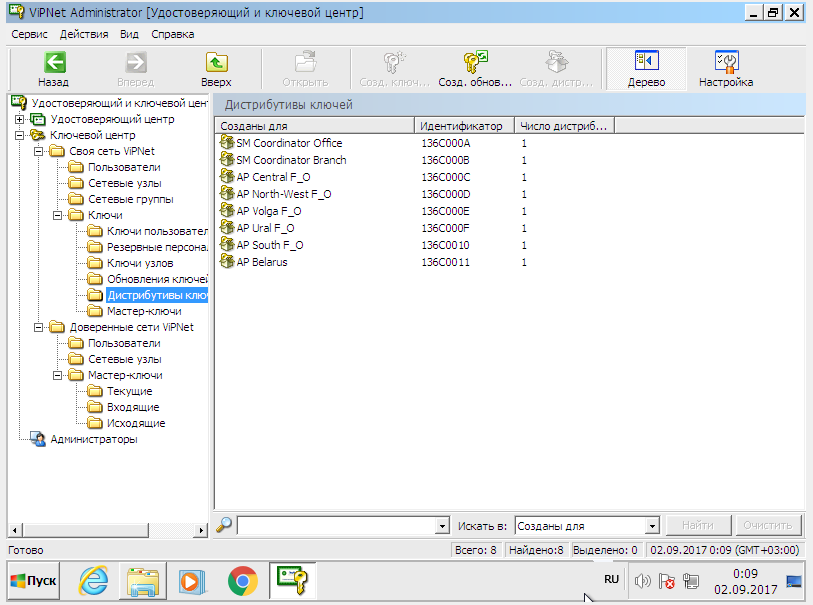 ViPNet Administrator [Удостоверяющий и ключевой центр]
Сервис Действия Вид Справка
Назад Вперед Вверх Открыть Созд. ключ... Созд. обнов... Созд. дистр... Дерево Настройка
Удостоверяющий и ключевой цен
Удостоверяющий центр
Ключевой центр
Своя сеть ViPNet
Пользователи
Сетевые узлы
Сетевые группы
Ключи
Ключи пользовател
Резервные персона
Ключи узлов
Обновления ключей
Дистрибутивы клю
Мастер-ключи
Доверенные сети ViPNet
Пользователи
Сетевые узлы
Мастер-ключи
Текущие
Входящие
Исходящие
Администраторы
Дистрибутивы ключей
Созданы для Идентификатор Число дистриб...
SM Coordinator Office 136C000A 1
SM Coordinator Branch 136C000B 1
AP Central F_O 136C000C 1
AP North-West F_O 136C000D 1
AP Volga F_O 136C000E 1
AP Ural F_O 136C000F 1
AP South F_O 136C0010 1
AP Belarus 136C0011 1
Искать в: Созданы для Найти Очистить
Готово Всего: 8 Найдено:8 Выделено: 0 02.09.2017 0:09 (GMT+03:00)
Пуск RU 0:09
02.09.2017